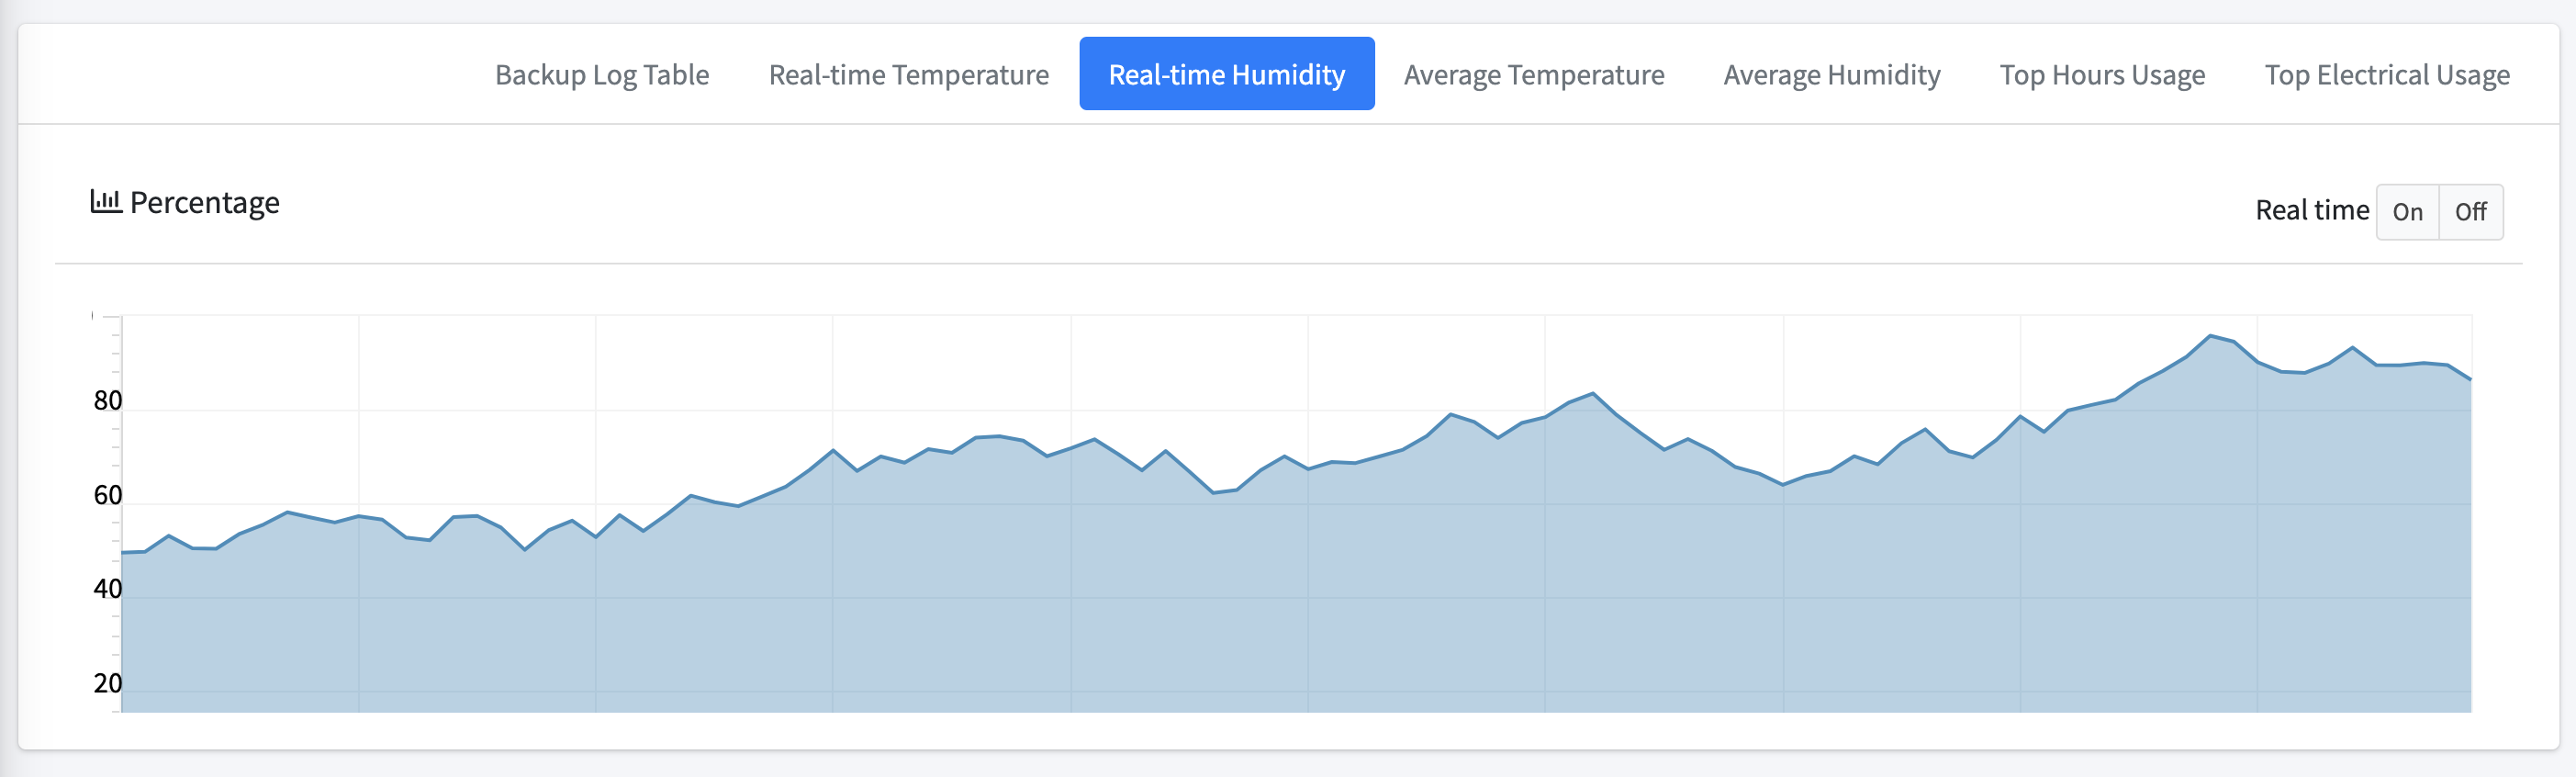 Backup Log Table Real-time Temperature Real-time Humidity Average Temperature Average Humidity Top Hours Usage Top Electrical Usage
Percentage
Real time On Off
80
60
40
20